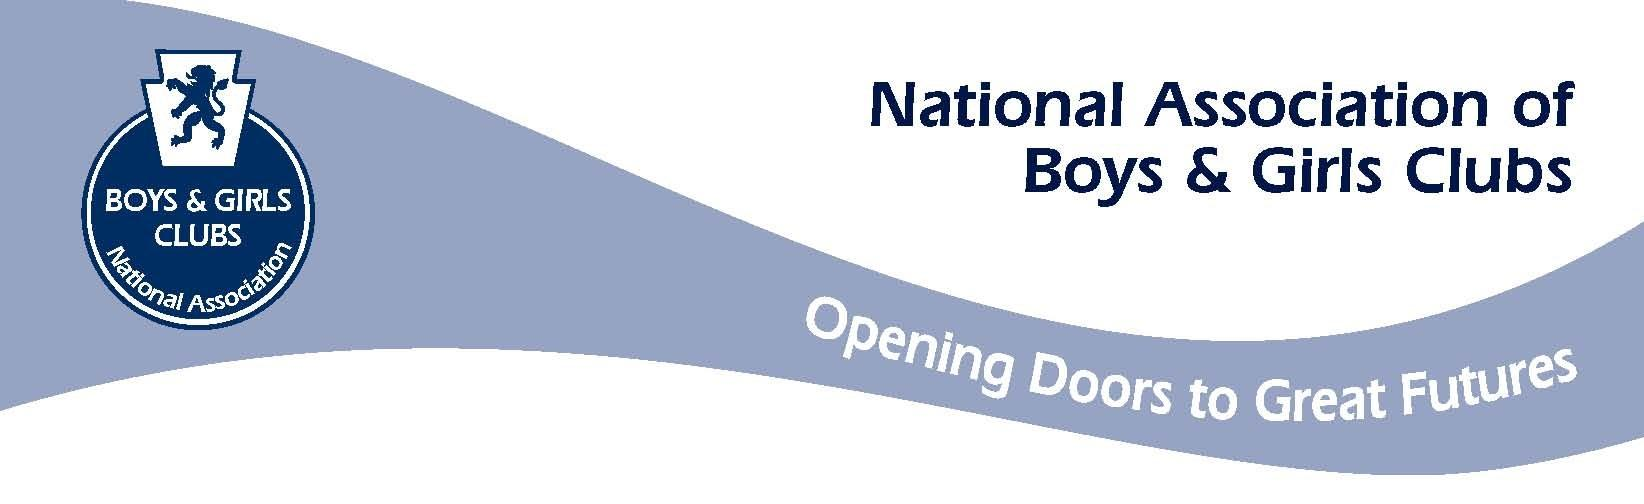 BOYS & GIRLS
CLUBS
National Association
National Association of
Boys & Girls Clubs
Opening Doors to Great Futures